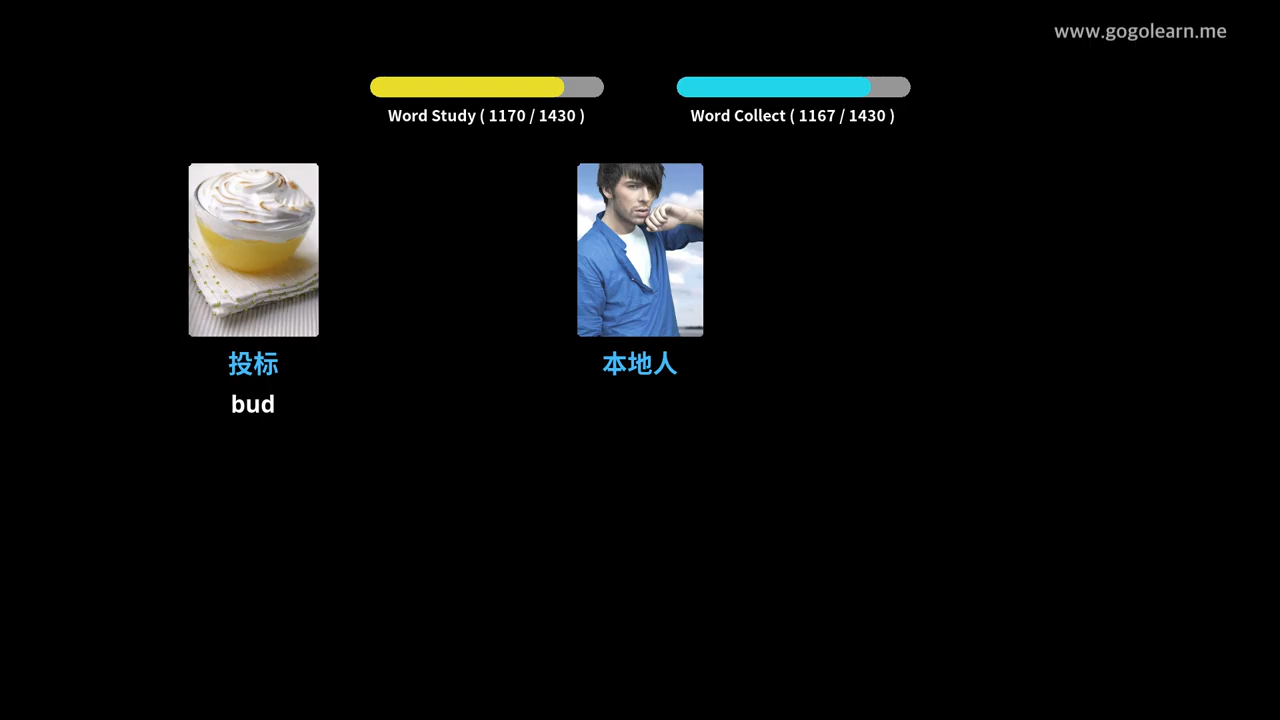 www.gogolearn.me
Word Study ( 1170 / 1430 )
Word Collect ( 1167 / 1430 )
投标
本地人
bud